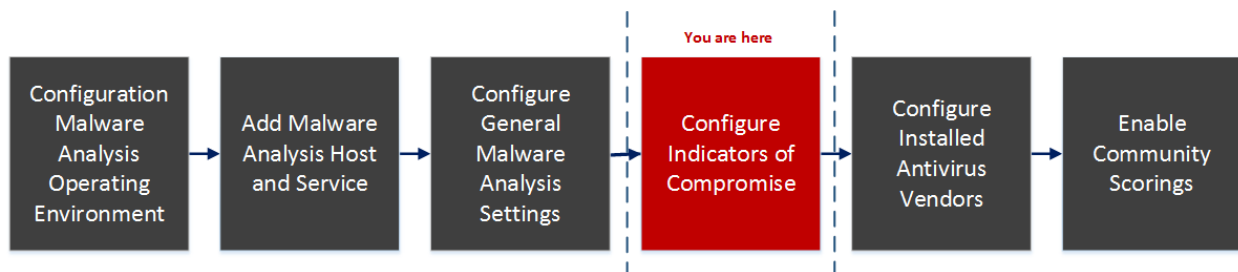 You are here
Configuration
Malware
Analysis
Operating
Environment
Add Malware
Analysis Host
and Service
Configure
General
Malware
Analysis
Settings
Configure
Indicators of
Compromise
Configure
Installed
Antivirus
Vendors
Enable
Community
Scorings